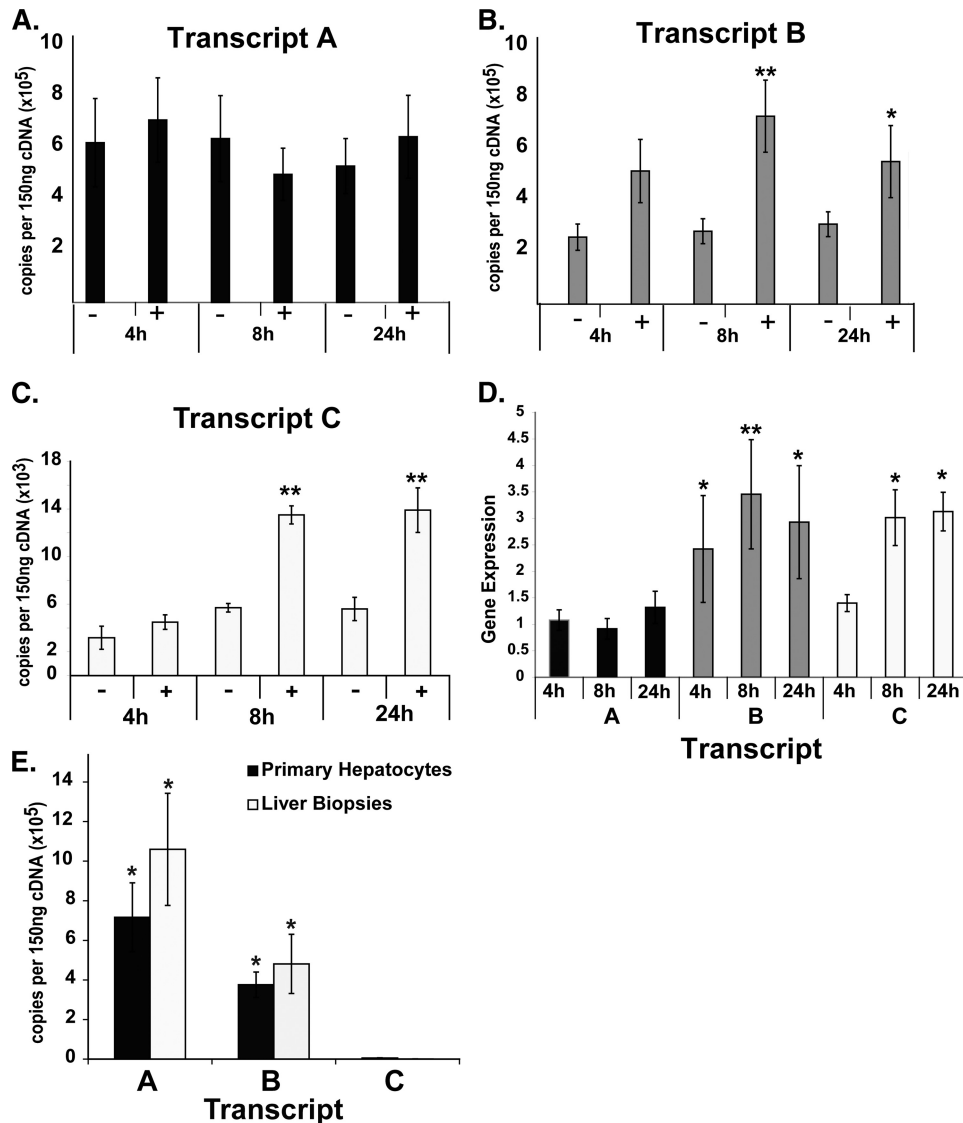 A.
Transcript A
copies per 150ng cDNA (x10⁵)
10
8
6
4
2
- + - + - +
4h 8h 24h
B.
Transcript B
copies per 150ng cDNA (x10⁵)
10
8
6
4
2
** *
- + - + - +
4h 8h 24h
C.
Transcript C
copies per 150ng cDNA (x10³)
18
14
10
6
2
0
** **
- + - + - +
4h 8h 24h
D.
Gene Expression
5
4.5
4
3.5
3
2.5
2
1.5
1
0.5
0
* ** * * *
4h 8h 24h 4h 8h 24h 4h 8h 24h
A B C
Transcript
E.
Primary Hepatocytes
Liver Biopsies
copies per 150ng cDNA (x10⁵)
14
12
10
8
6
4
2
0
* * * *
A B C
Transcript